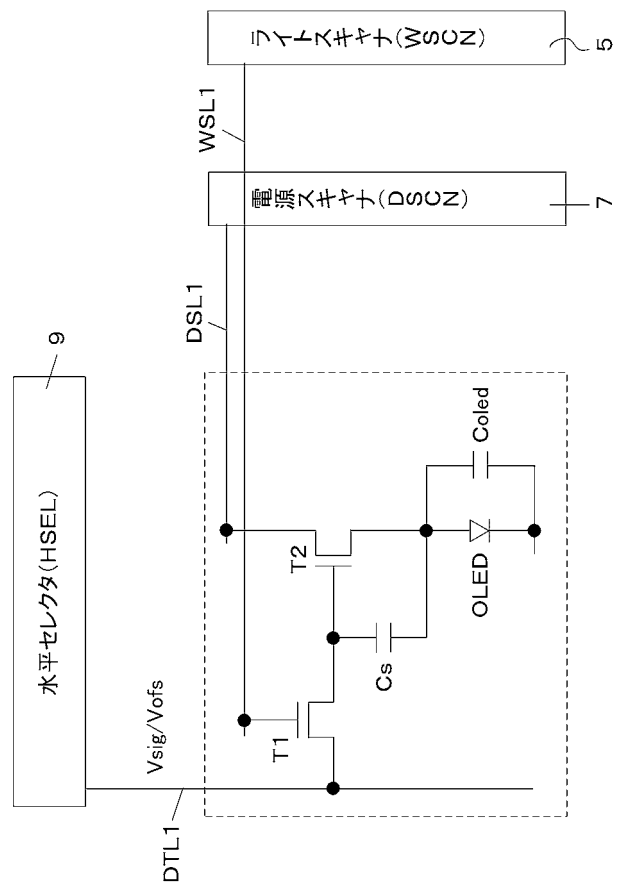 水平セレクタ(HSEL)
9
Vsig/Vofs
DTL1
DSL1
WSL1
T1
T2
Cs
OLED
Coled
電源スキャナ(DSCN)
7
ライトスキャナ(WSCN)
5